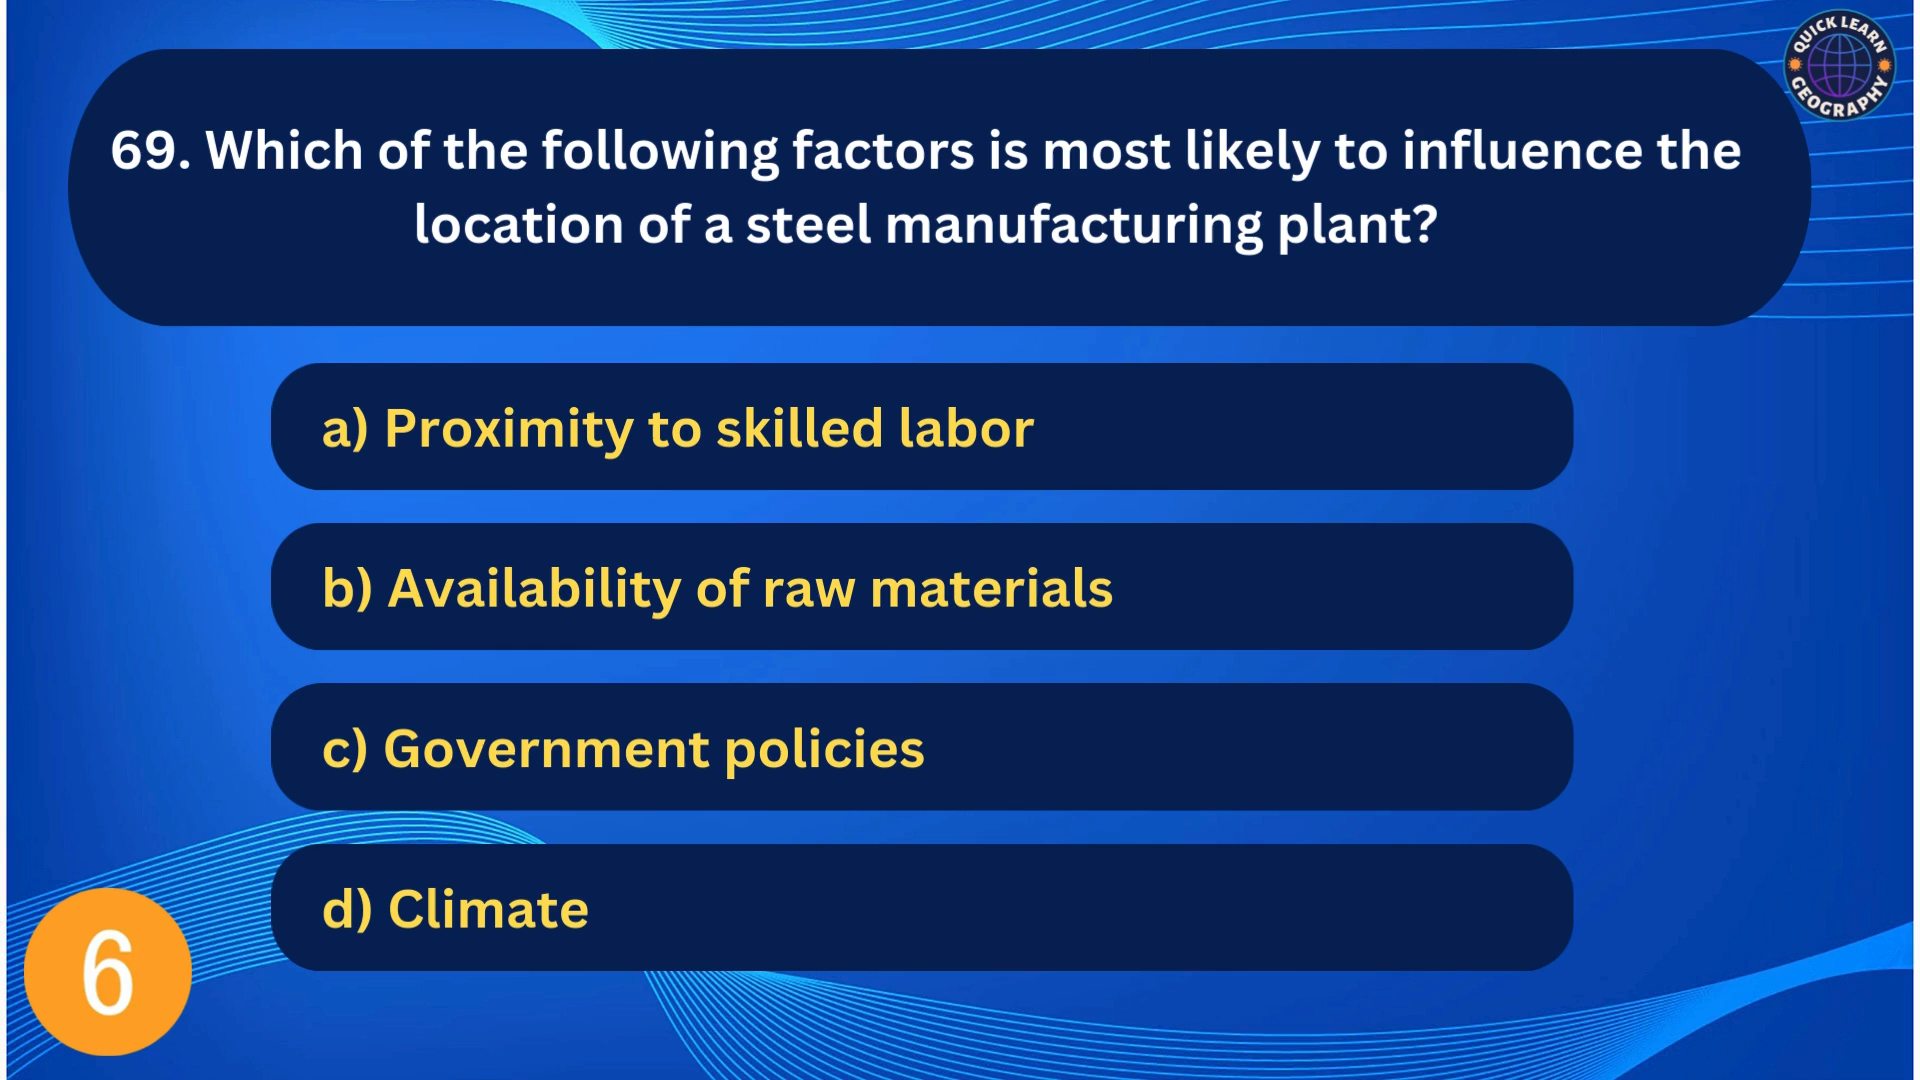 QUICK LEARN
GEOGRAPHY
69. Which of the following factors is most likely to influence the
location of a steel manufacturing plant?
a) Proximity to skilled labor
b) Availability of raw materials
c) Government policies
d) Climate
6